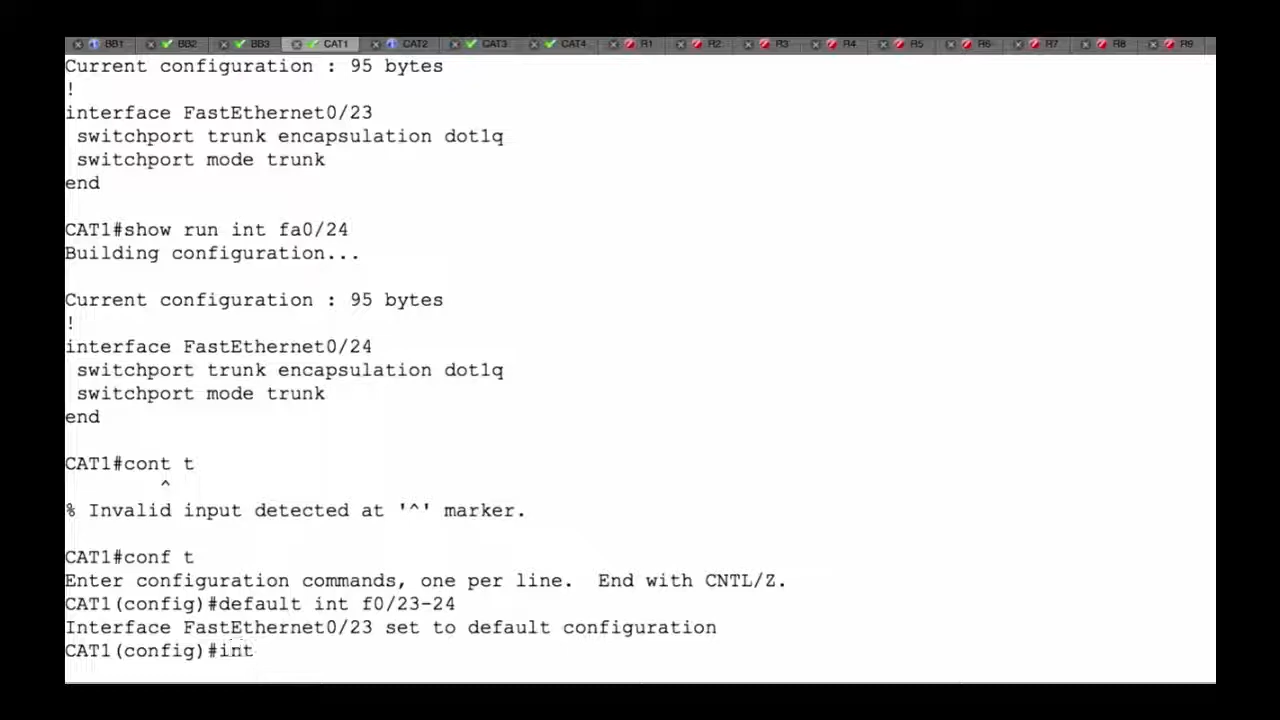 BB1 BB2 BB3 CAT1 CAT2 CAT3 CAT4 R1 R2 R3 R4 R5 R6 R7 R8 R9
Current configuration : 95 bytes
!
interface FastEthernet0/23
 switchport trunk encapsulation dot1q
 switchport mode trunk
end
CAT1#show run int fa0/24
Building configuration...
Current configuration : 95 bytes
!
interface FastEthernet0/24
 switchport trunk encapsulation dot1q
 switchport mode trunk
end
CAT1#cont t
^
% Invalid input detected at '^' marker.
CAT1#conf t
Enter configuration commands, one per line.  End with CNTL/Z.
CAT1(config)#default int f0/23-24
Interface FastEthernet0/23 set to default configuration
CAT1(config)#int